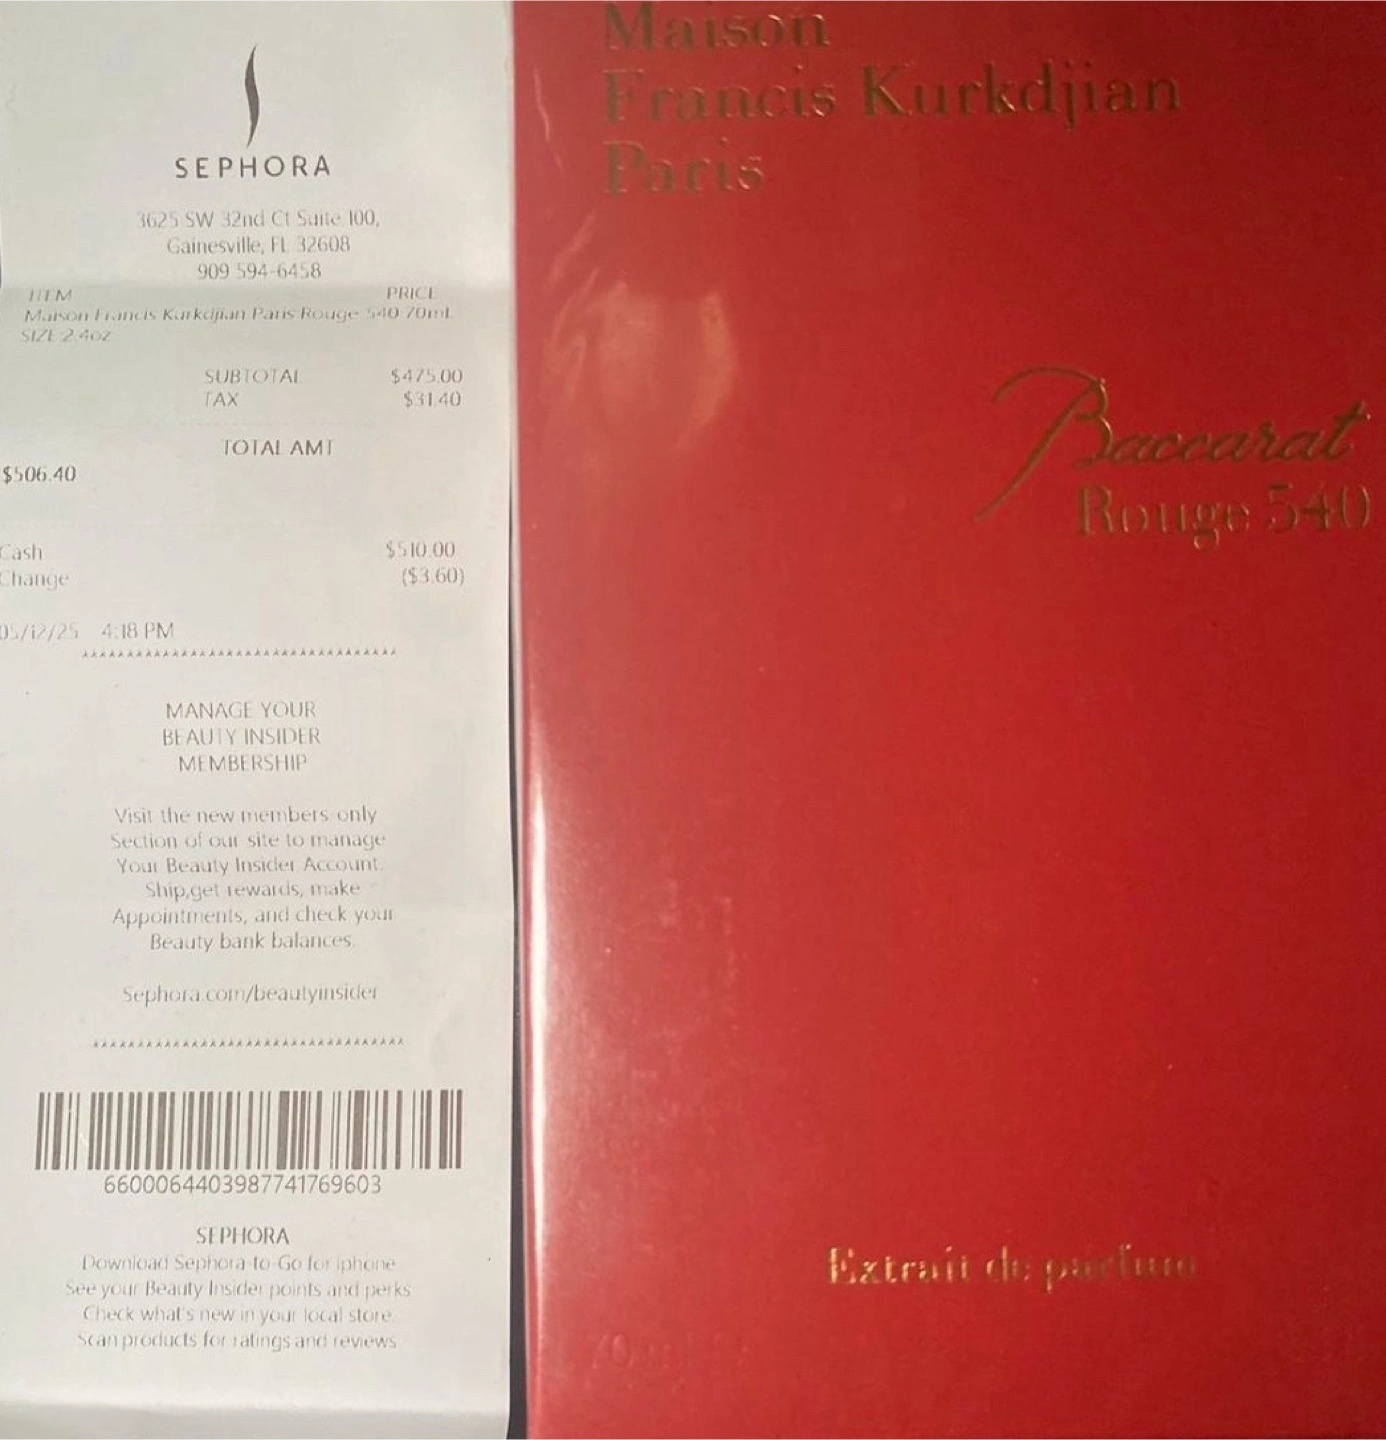 SEPHORA
3625 SW 32nd Ct Suite 100,
Gainesville, FL 32608
909 594-6458
ITEM PRICE
Maison Francis Kurkdjian Paris Rouge 540 70mL
SIZE 2.4oz
SUBTOTAL $475.00
TAX $31.40
TOTAL AMT
$506.40
Cash $510.00
Change ($3.60)
05/12/25 4:18 PM
MANAGE YOUR
BEAUTY INSIDER
MEMBERSHIP
Visit the new members only
Section of our site to manage
Your Beauty Insider Account.
Ship,get rewards, make
Appointments, and check your
Beauty bank balances.
Sephora.com/beautyinsider
6600064403987741769603
SEPHORA
Download Sephora-to-Go for iphone
See your Beauty Insider points and perks
Check what's new in your local store.
Scan products for ratings and reviews
Maison
Francis Kurkdjian
Paris
Baccarat
Rouge 540
Extrait de parfum